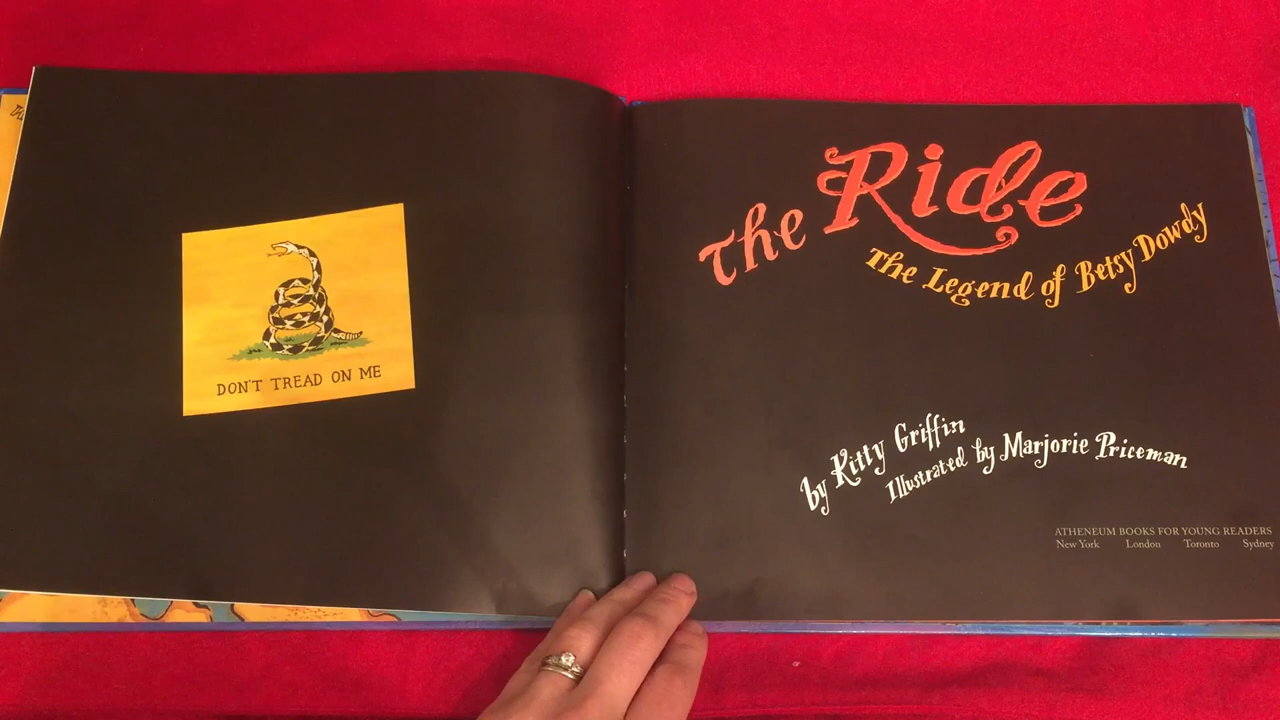 DON'T TREAD ON ME
The Ride
The Legend of Betsy Dowdy
by Kitty Griffin
Illustrated by Marjorie Priceman
ATHENEUM BOOKS FOR YOUNG READERS
New York London Toronto Sydney